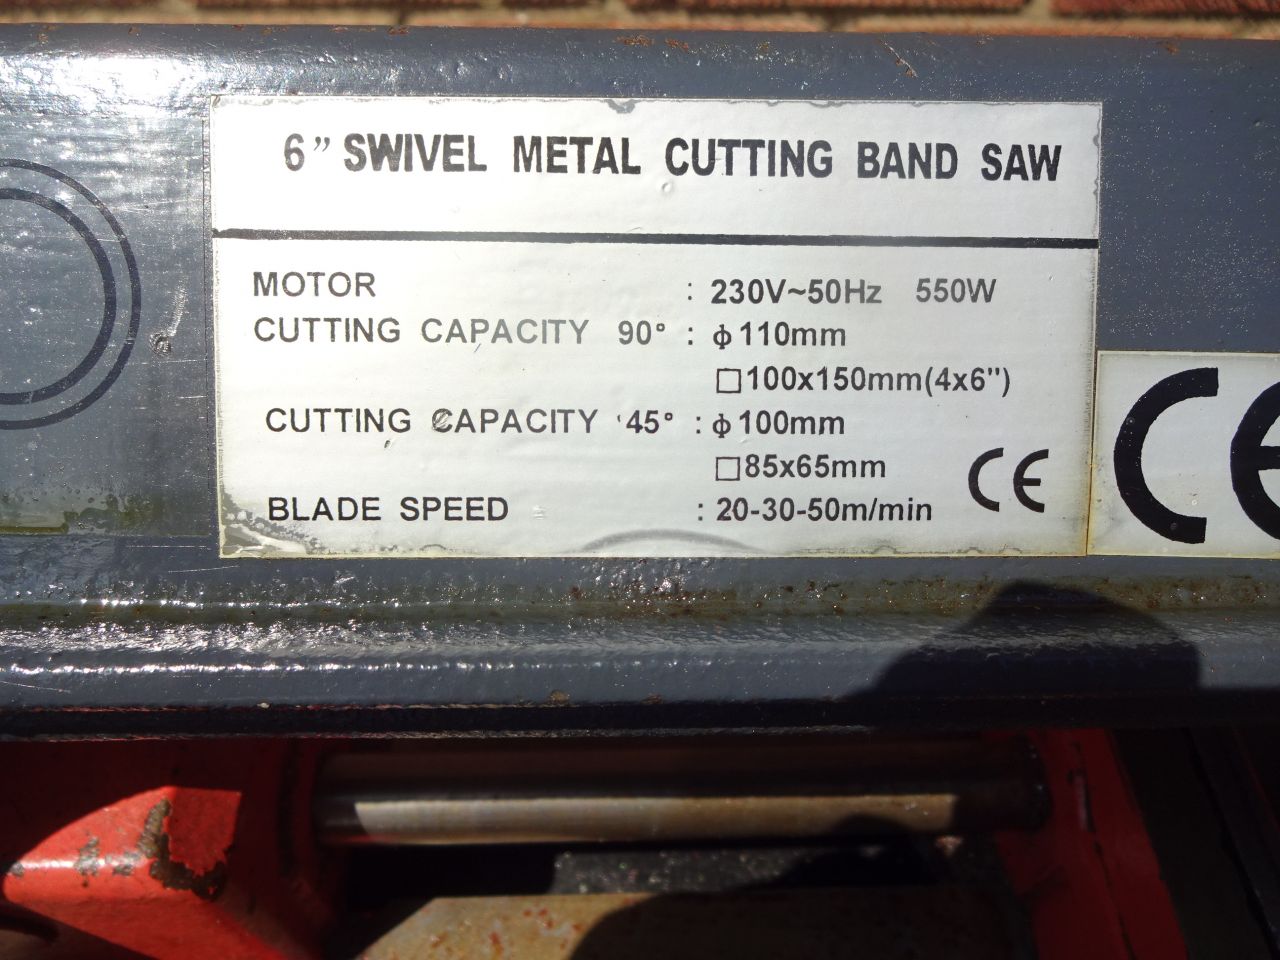 6” SWIVEL METAL CUTTING BAND SAW
MOTOR : 230V~50Hz 550W
CUTTING CAPACITY 90° : ϕ110mm
□100x150mm(4x6")
CUTTING CAPACITY 45° : ϕ100mm
□85x65mm
BLADE SPEED : 20-30-50m/min
CE
CE